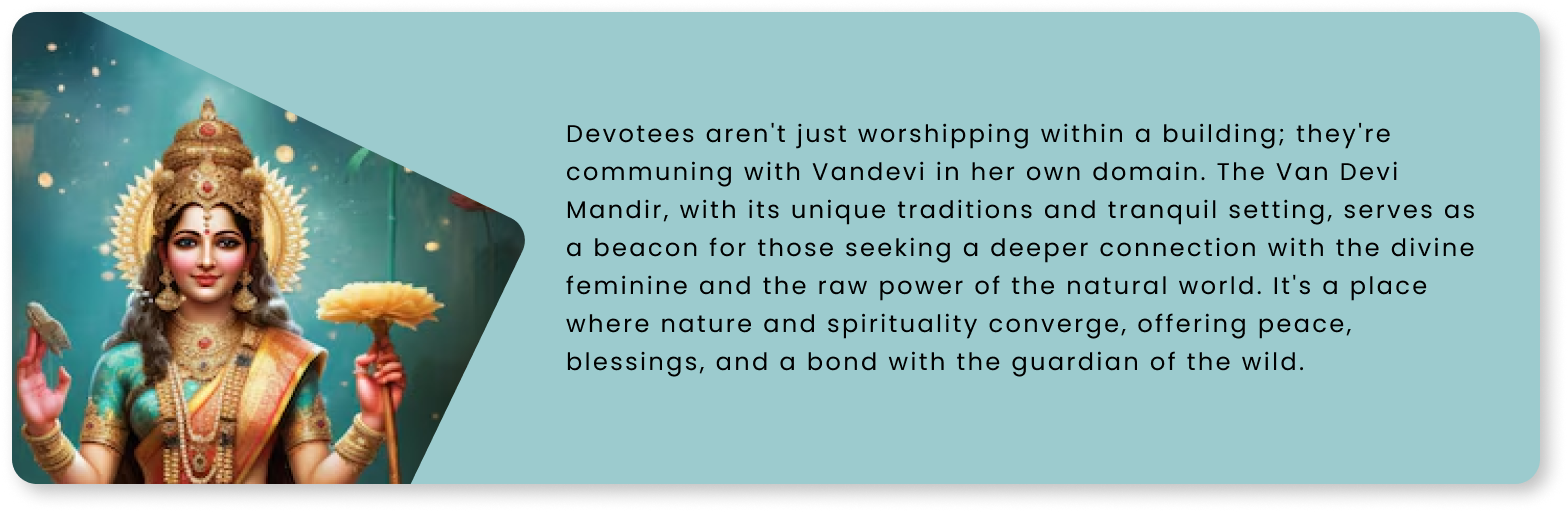 Devotees aren't just worshipping within a building; they're
communing with Vandevi in her own domain. The Van Devi
Mandir, with its unique traditions and tranquil setting, serves as
a beacon for those seeking a deeper connection with the divine
feminine and the raw power of the natural world. It's a place
where nature and spirituality converge, offering peace,
blessings, and a bond with the guardian of the wild.